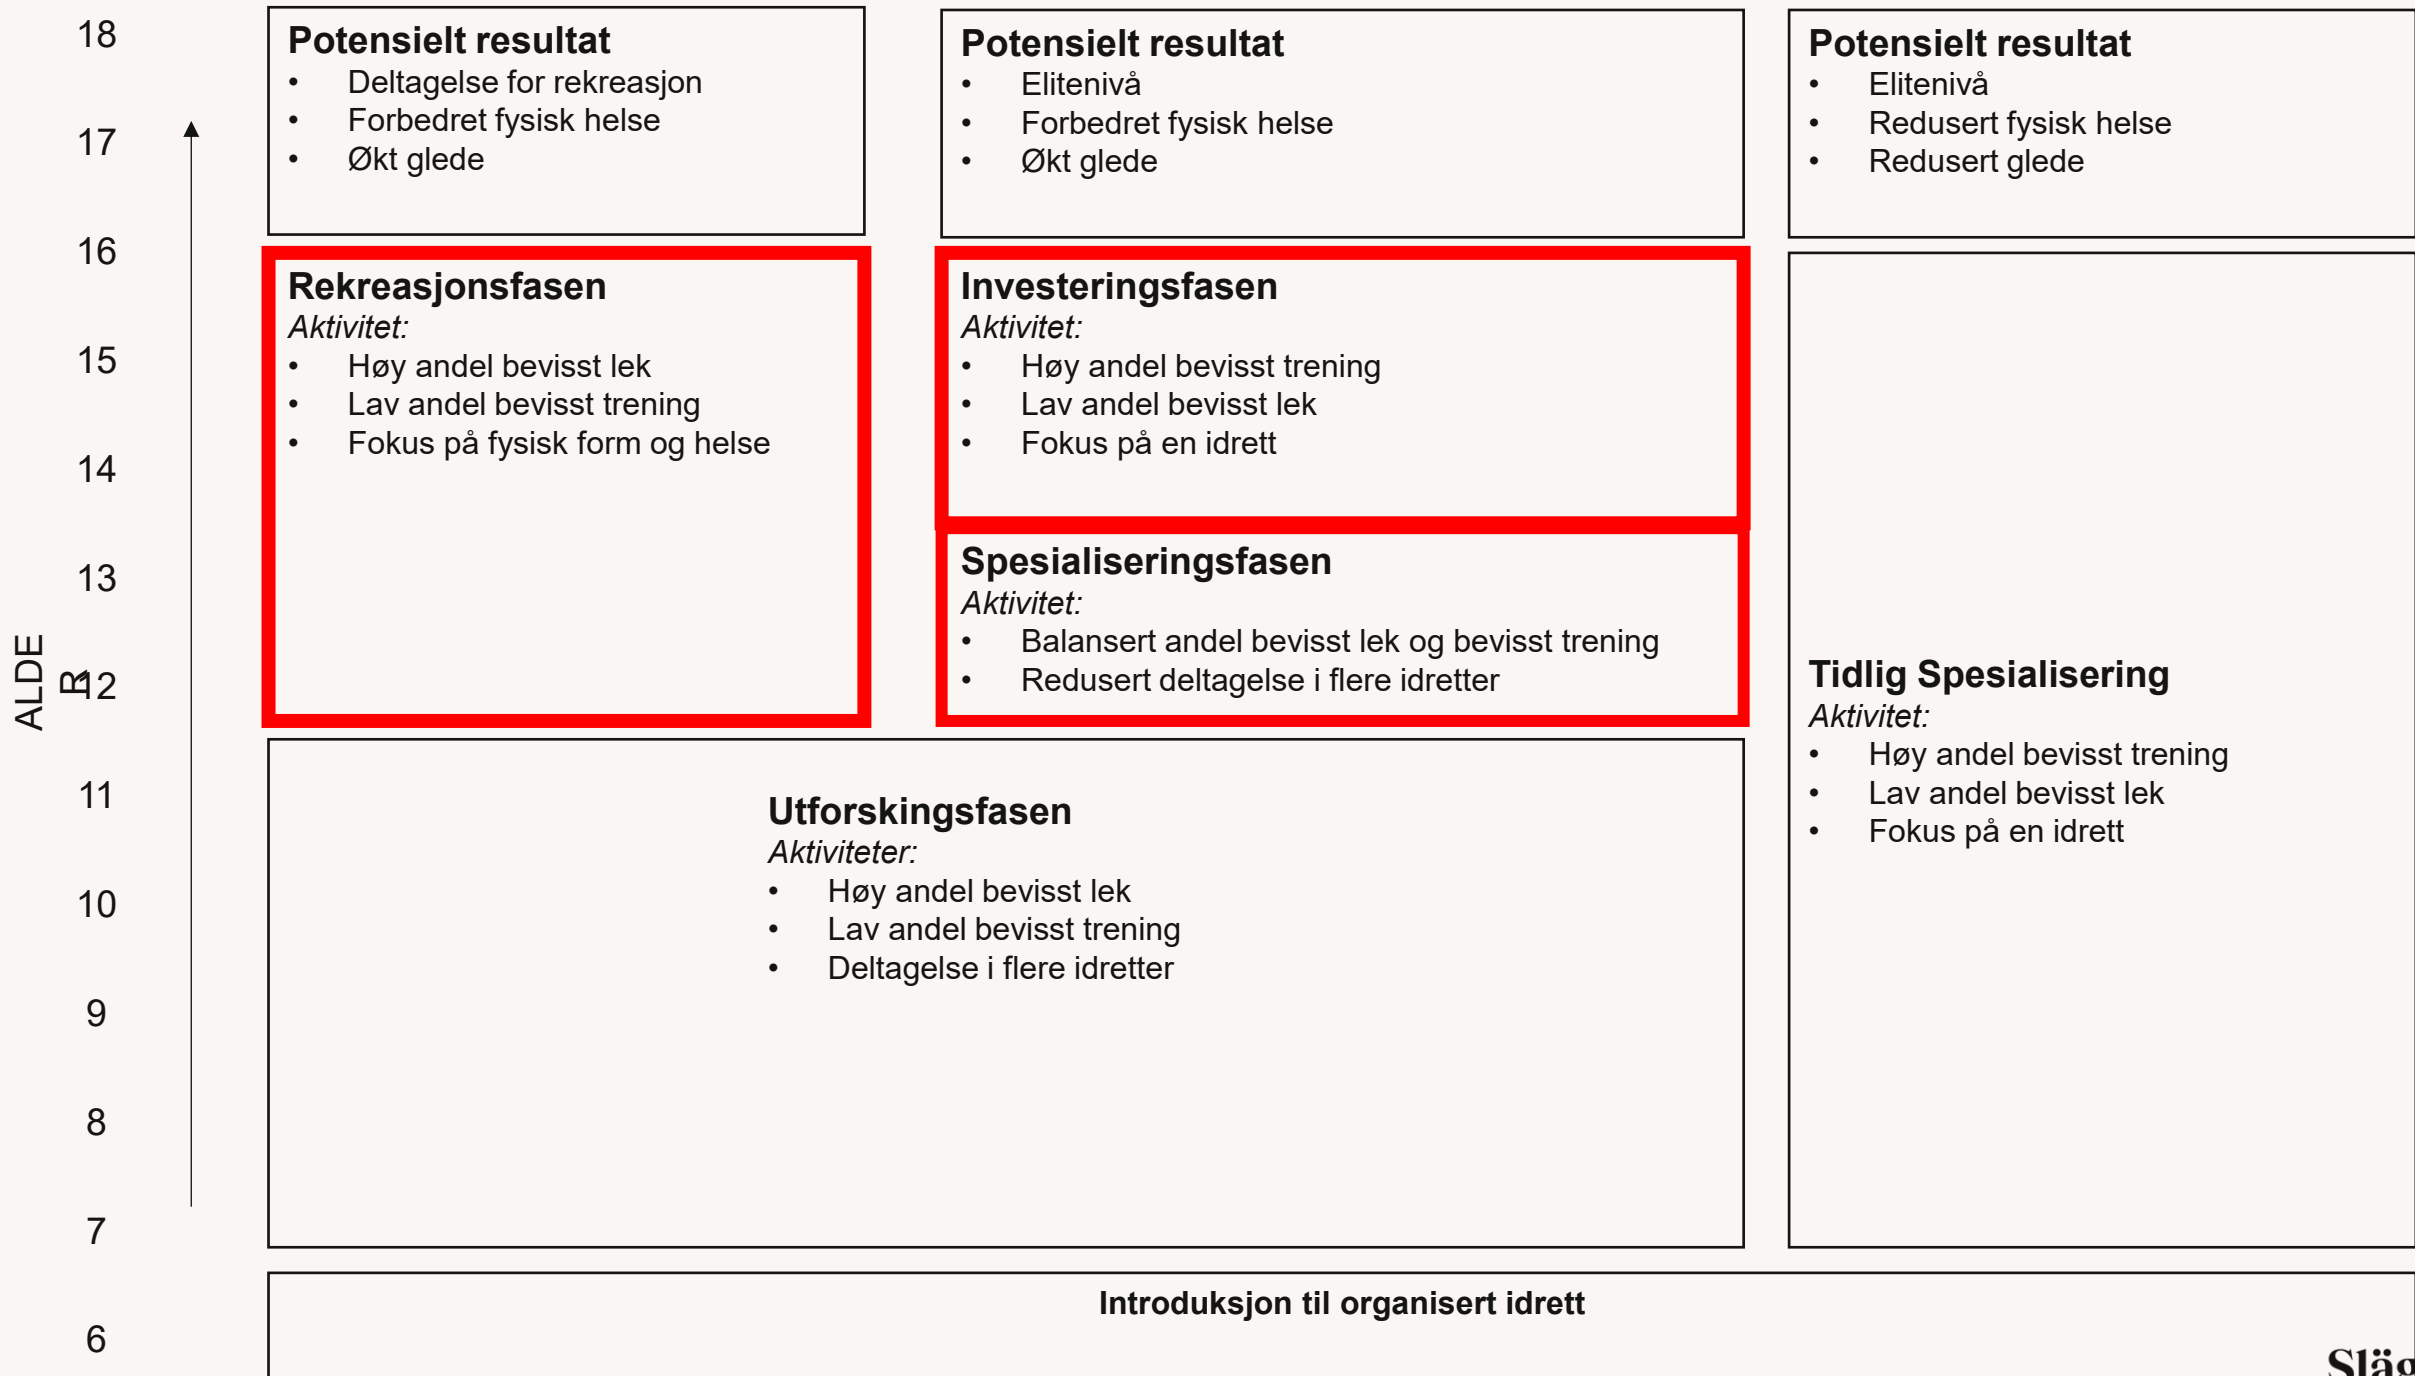 18
17
16
15
14
13
12
11
10
9
8
7
6
ALDE
R
Potensielt resultat
• Deltagelse for rekreasjon
• Forbedret fysisk helse
• Økt glede
Potensielt resultat
• Elitenivå
• Forbedret fysisk helse
• Økt glede
Potensielt resultat
• Elitenivå
• Redusert fysisk helse
• Redusert glede
Rekreasjonsfasen
Aktivitet:
• Høy andel bevisst lek
• Lav andel bevisst trening
• Fokus på fysisk form og helse
Investeringsfasen
Aktivitet:
• Høy andel bevisst trening
• Lav andel bevisst lek
• Fokus på en idrett
Spesialiseringsfasen
Aktivitet:
• Balansert andel bevisst lek og bevisst trening
• Redusert deltagelse i flere idretter
Tidlig Spesialisering
Aktivitet:
• Høy andel bevisst trening
• Lav andel bevisst lek
• Fokus på en idrett
Utforskingsfasen
Aktiviteter:
• Høy andel bevisst lek
• Lav andel bevisst trening
• Deltagelse i flere idretter
Introduksjon til organisert idrett